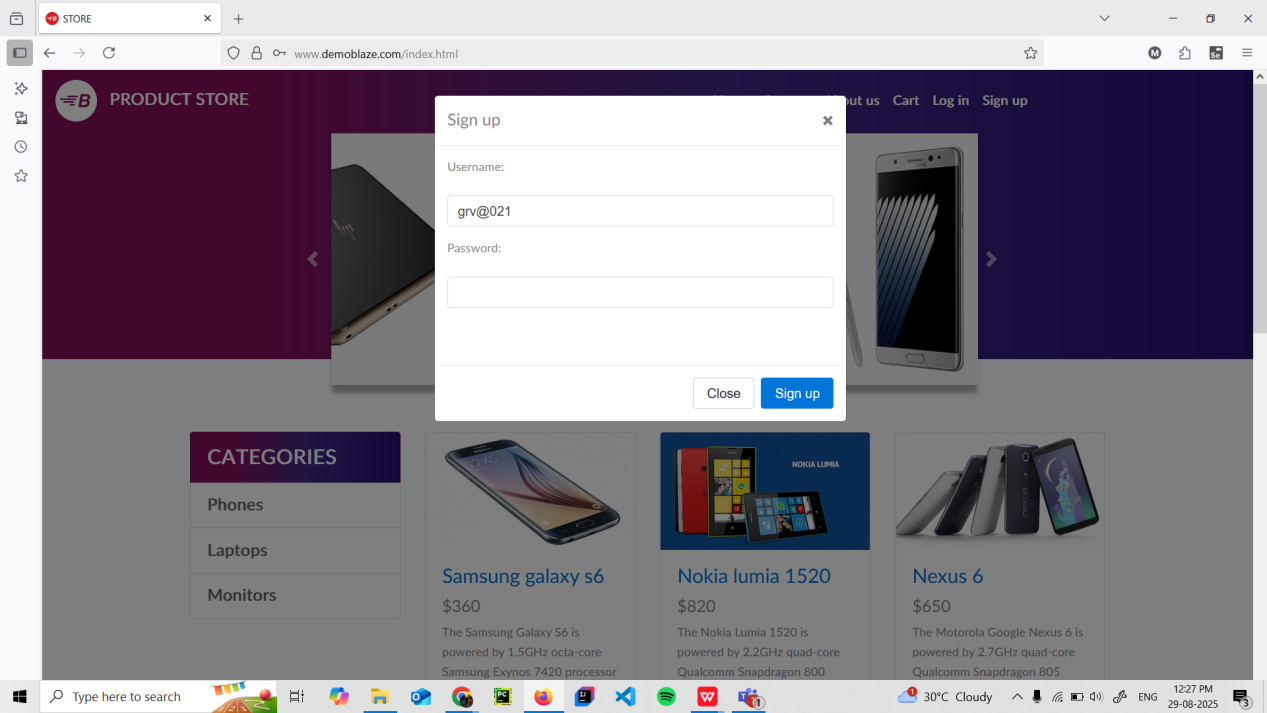 STORE
www.demoblaze.com/index.html
PRODUCT STORE
out us Cart Log in Sign up
Sign up
Username:
grv@021
Password:
Close Sign up
CATEGORIES
Phones
Laptops
Monitors
NOKIA LUMIA
Samsung galaxy s6
$360
The Samsung Galaxy S6 is
powered by 1.5GHz octa-core
Samsung Exynos 7420 processor
Nokia lumia 1520
$820
The Nokia Lumia 1520 is
powered by 2.2GHz quad-core
Qualcomm Snapdragon 800
Nexus 6
$650
The Motorola Google Nexus 6 is
powered by 2.7GHz quad-core
Qualcomm Snapdragon 805
Type here to search
30°C Cloudy
ENG
12:27 PM
29-08-2025